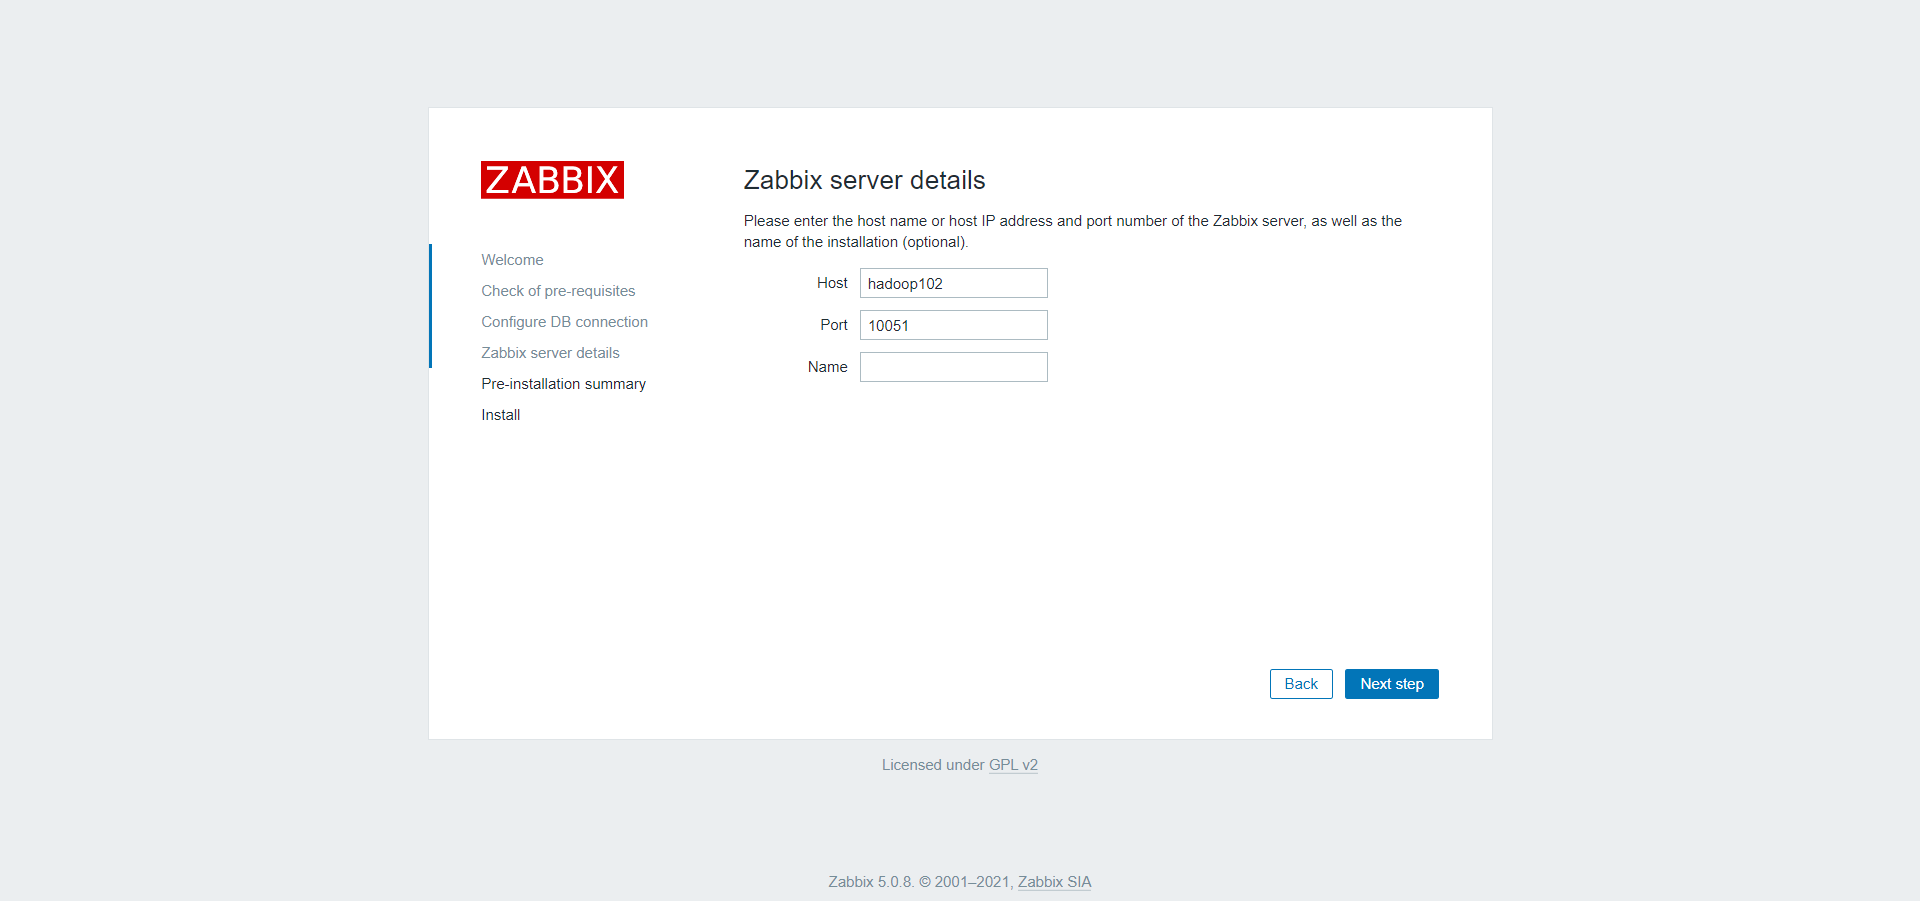 ZABBIX
Welcome
Check of pre-requisites
Configure DB connection
Zabbix server details
Pre-installation summary
Install
Zabbix server details
Please enter the host name or host IP address and port number of the Zabbix server, as well as the
name of the installation (optional).
Host hadoop102
Port 10051
Name
Back Next step
Licensed under GPL v2
Zabbix 5.0.8. © 2001–2021, Zabbix SIA